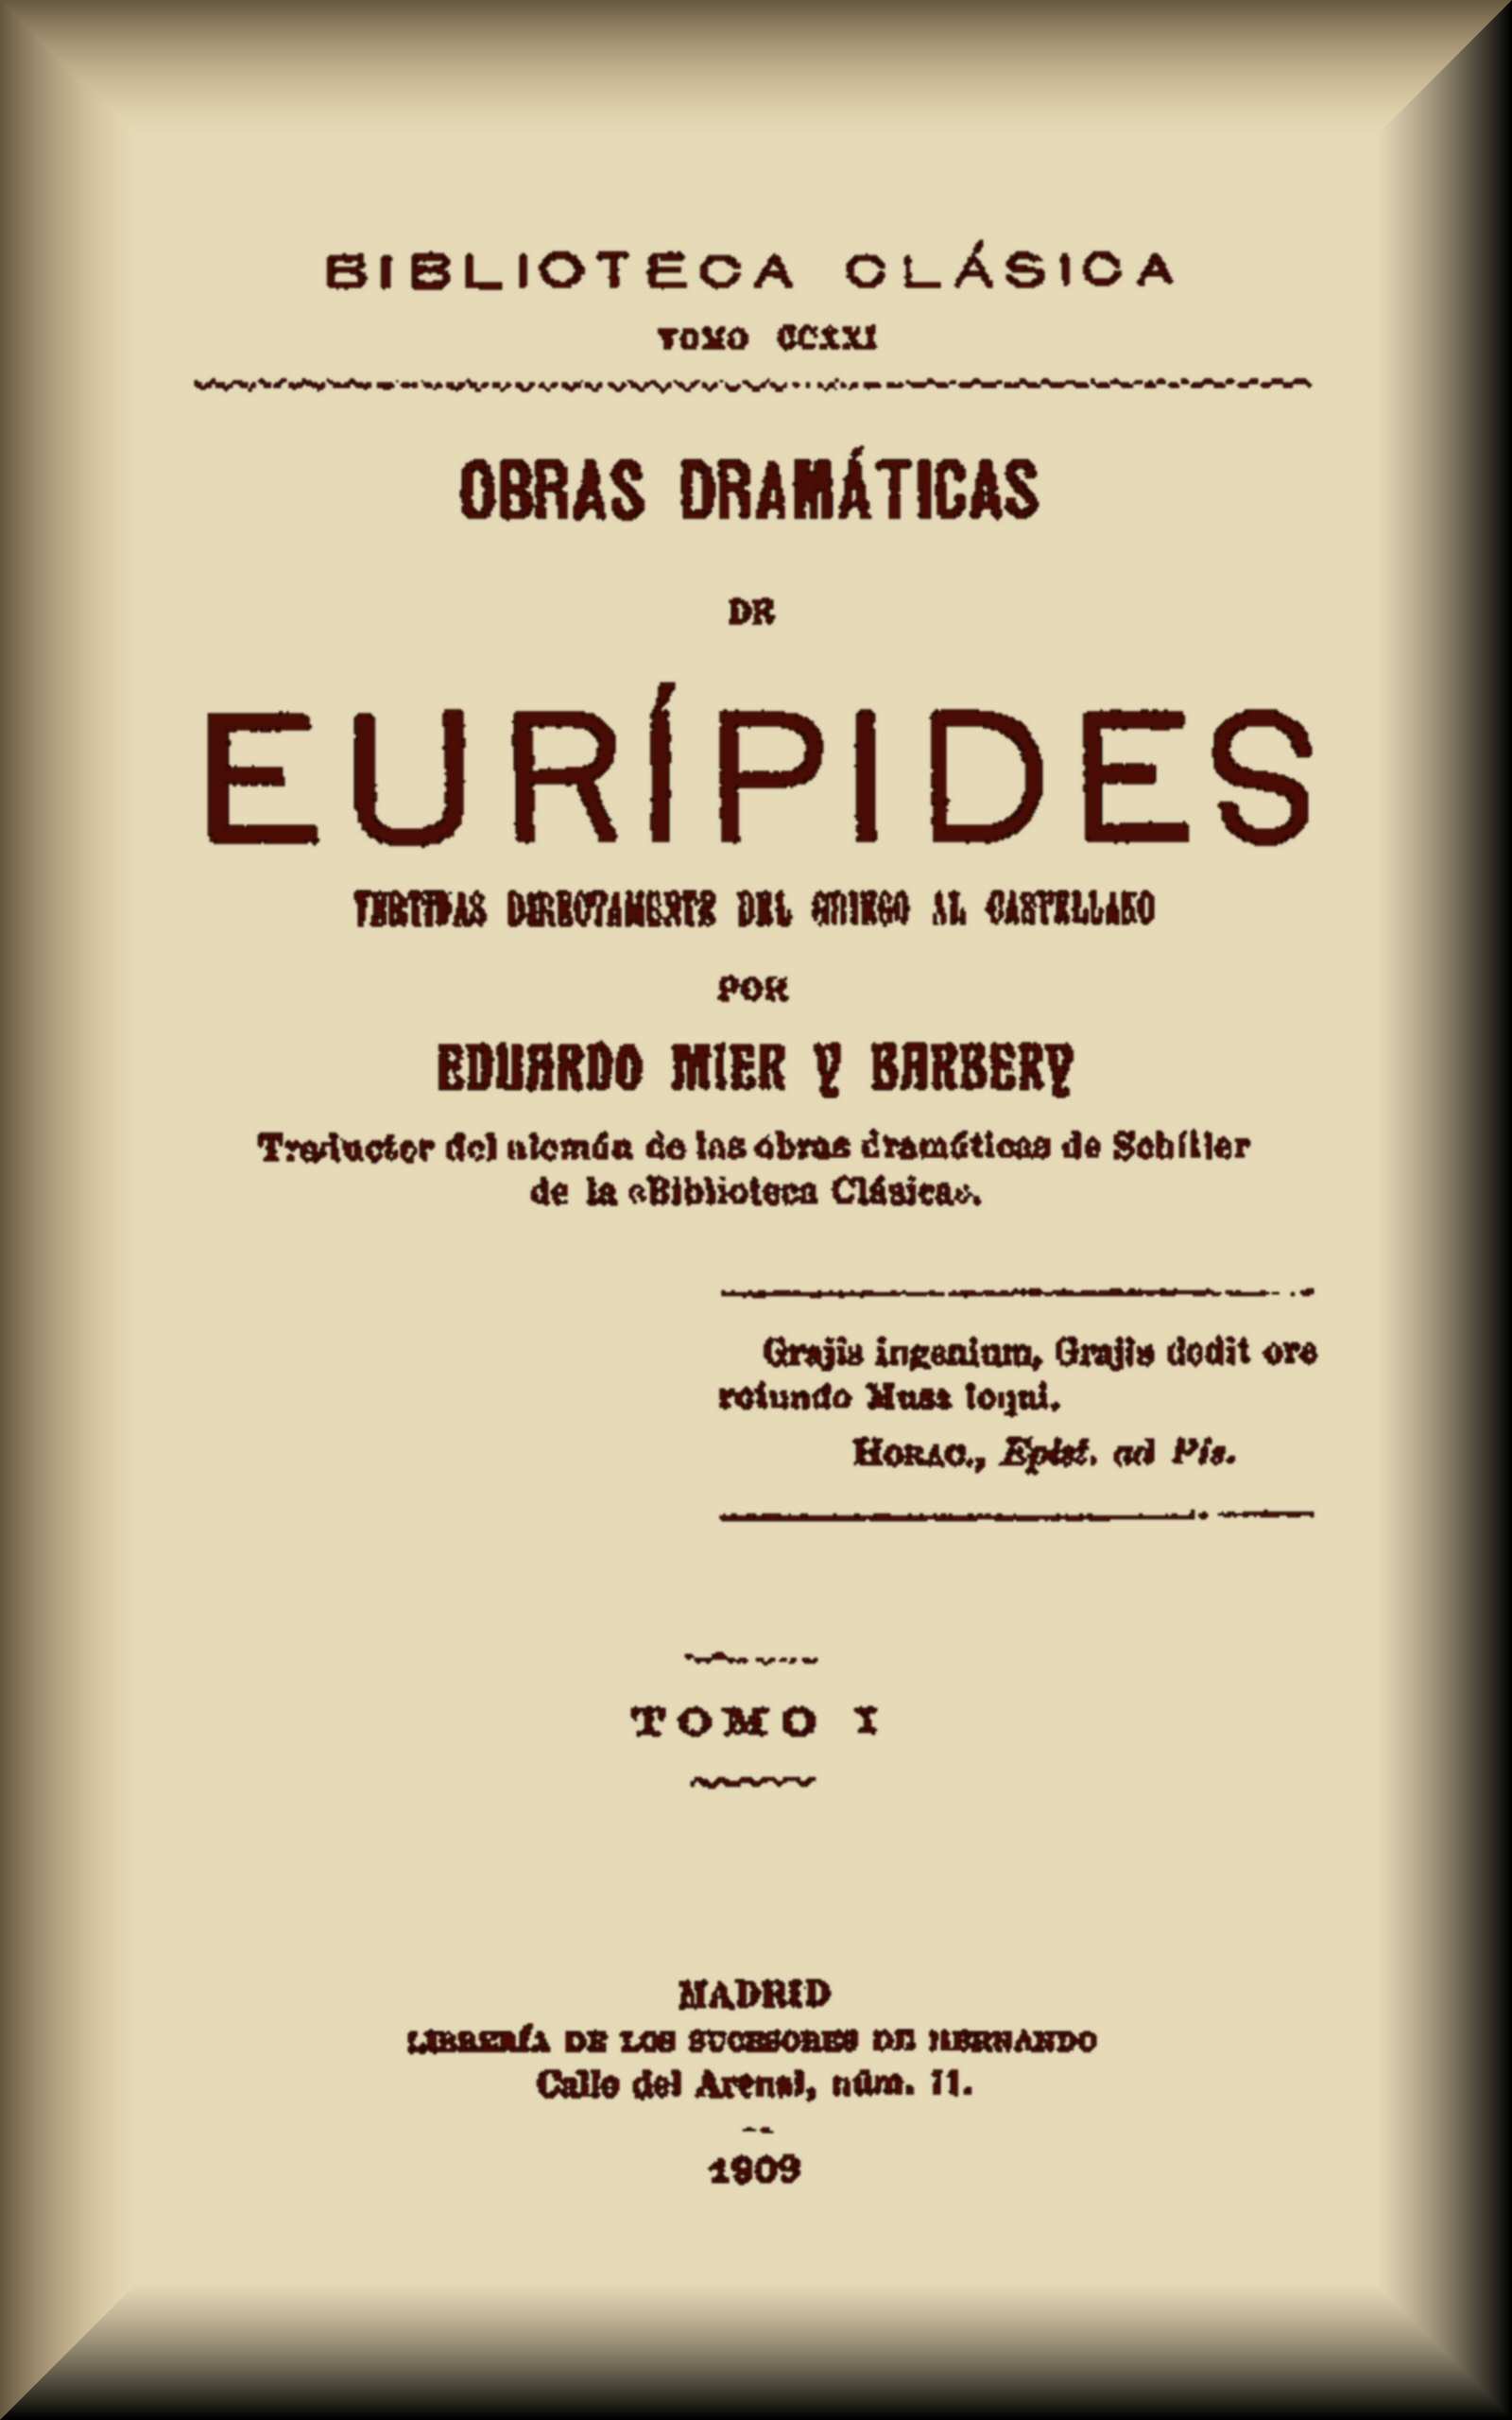 BIBLIOTECA CLÁSICA
TOMO CCXXI
OBRAS DRAMÁTICAS
DE
EURÍPIDES
VERTIDAS DIRECTAMENTE DEL GRIEGO AL CASTELLANO
POR
EDUARDO MIER Y BARBERY
Traductor del alemán de las obras dramáticas de Schiller
de la «Biblioteca Clásica».
Grajis ingenium, Grajis dedit ore
rotundo Musa loqui.
HORAC., Epist. ad Pis.
TOMO I
MADRID
LIBRERÍA DE LOS SUCESORES DE HERNANDO
Calle del Arenal, núm. 11.
1909